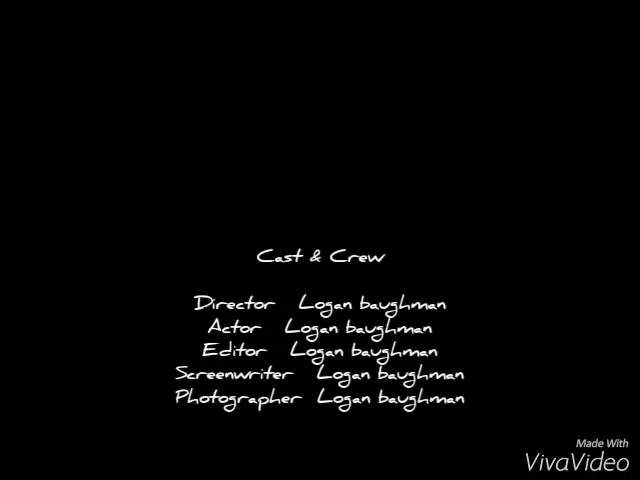 Cast & Crew
Director Logan baughman
Actor Logan baughman
Editor Logan baughman
Screenwriter Logan baughman
Photographer Logan baughman
Made With
VivaVideo